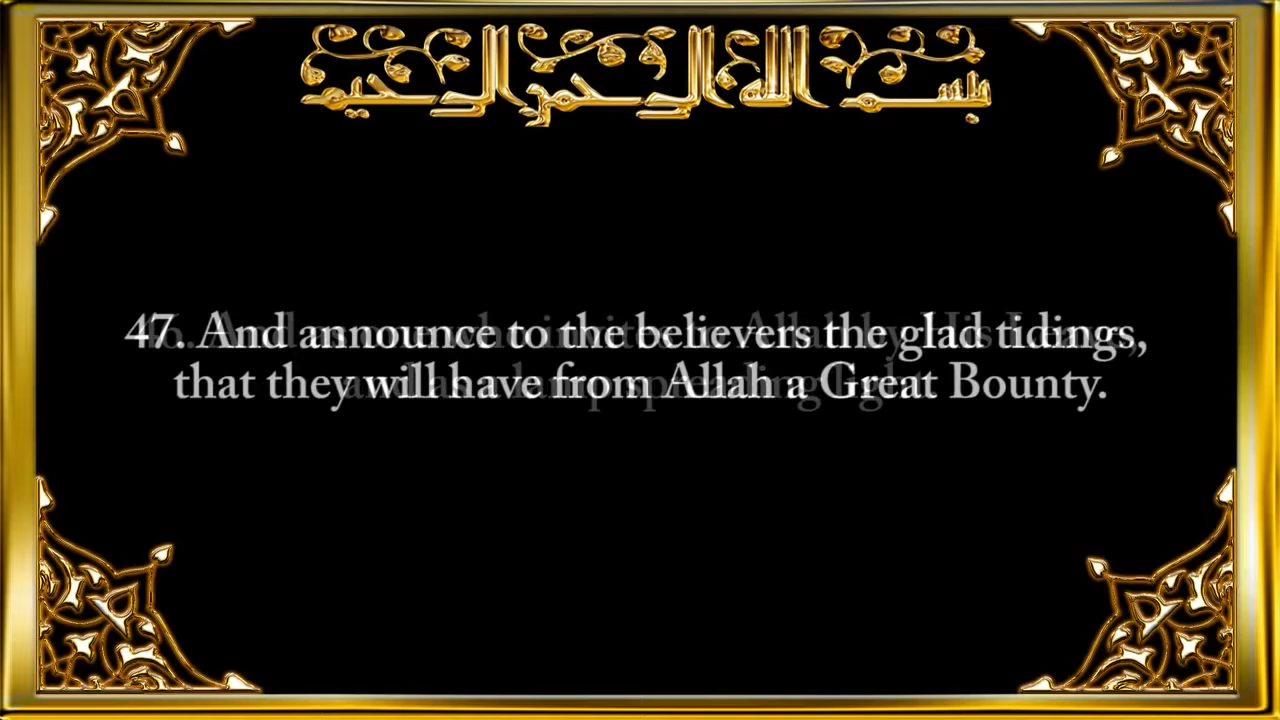 بسم الله الرحمن الرحيم
47. And announce to the believers the glad tidings,
that they will have from Allah a Great Bounty.